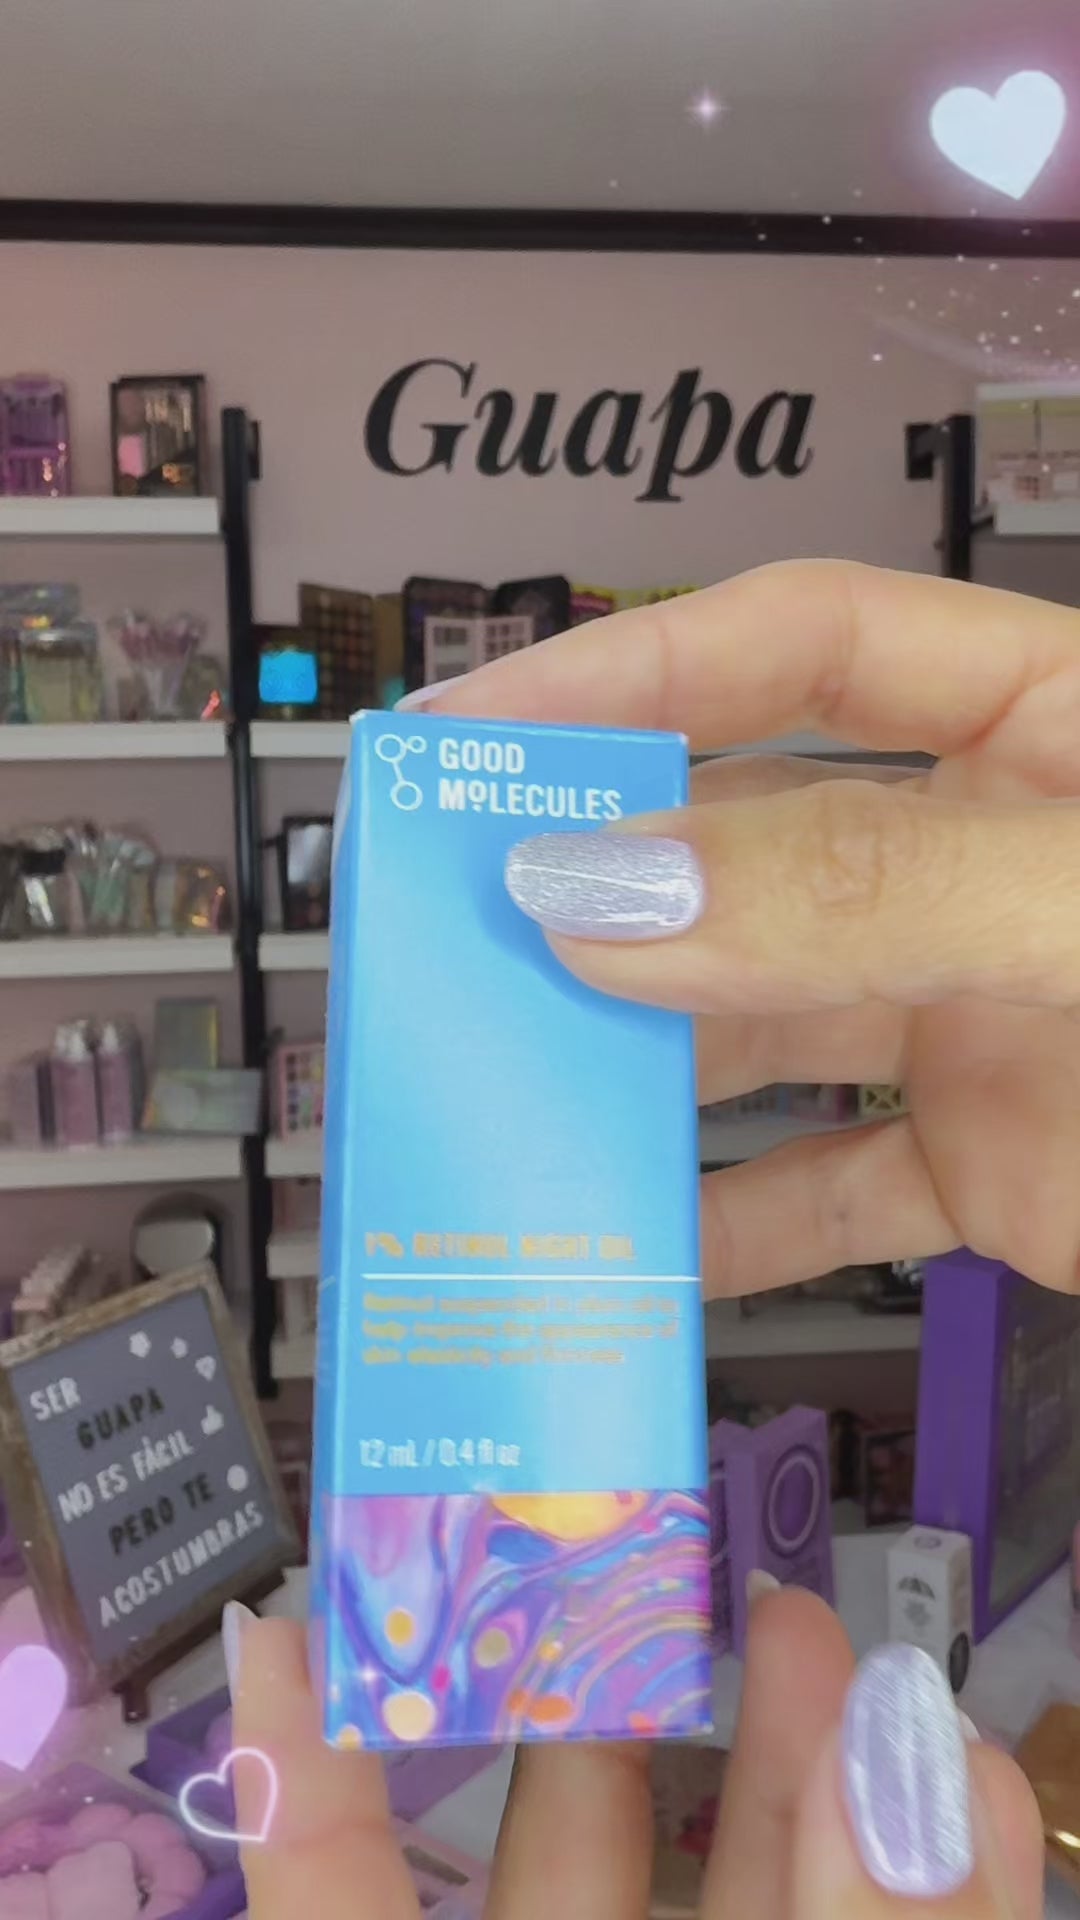 Guapa
GOOD
MOLECULES
1% RETINOL NIGHT OIL
12 mL / 0.4 fl oz
SER
GUAPA
NO ES FÁCIL
PERO TE
ACOSTUMBRAS